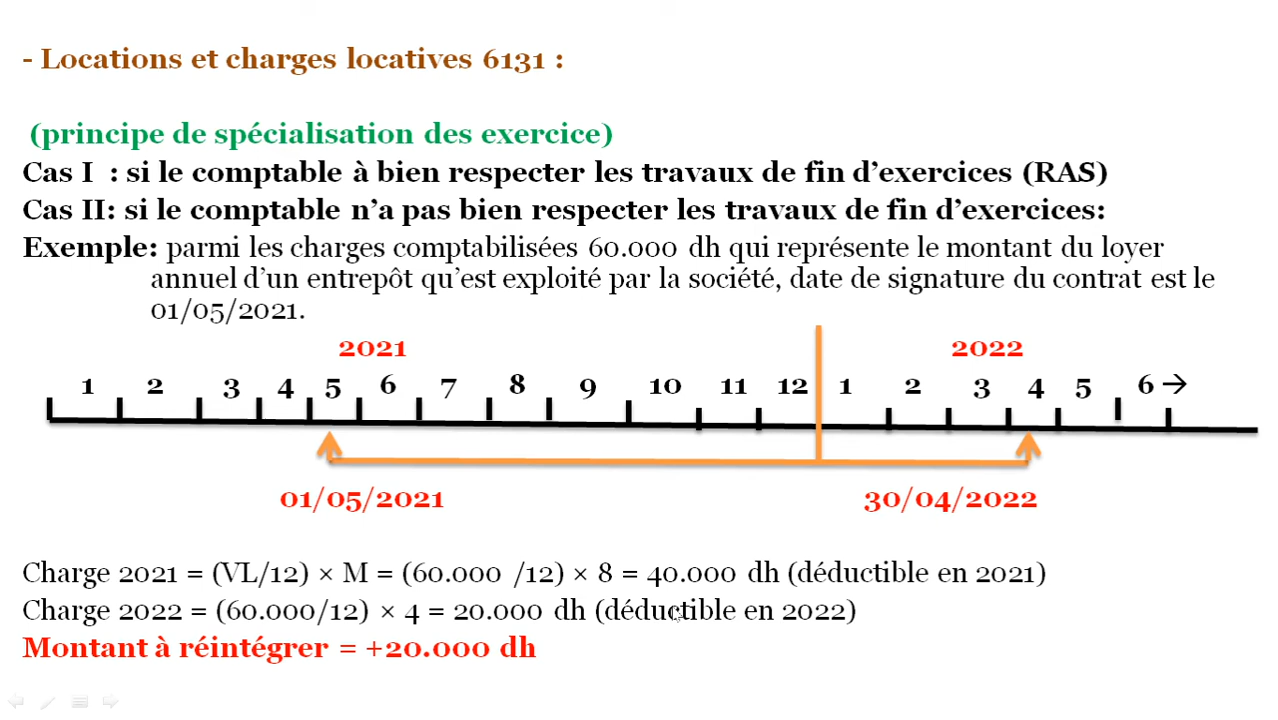 - Locations et charges locatives 6131 :
(principe de spécialisation des exercice)
Cas I : si le comptable à bien respecter les travaux de fin d’exercices (RAS)
Cas II: si le comptable n’a pas bien respecter les travaux de fin d’exercices:
Exemple: parmi les charges comptabilisées 60.000 dh qui représente le montant du loyer
annuel d’un entrepôt qu’est exploité par la société, date de signature du contrat est le
01/05/2021.
2021 2022
1 2 3 4 5 6 7 8 9 10 11 12 1 2 3 4 5 6 →
01/05/2021 30/04/2022
Charge 2021 = (VL/12) × M = (60.000 /12) × 8 = 40.000 dh (déductible en 2021)
Charge 2022 = (60.000/12) × 4 = 20.000 dh (déductible en 2022)
Montant à réintégrer = +20.000 dh